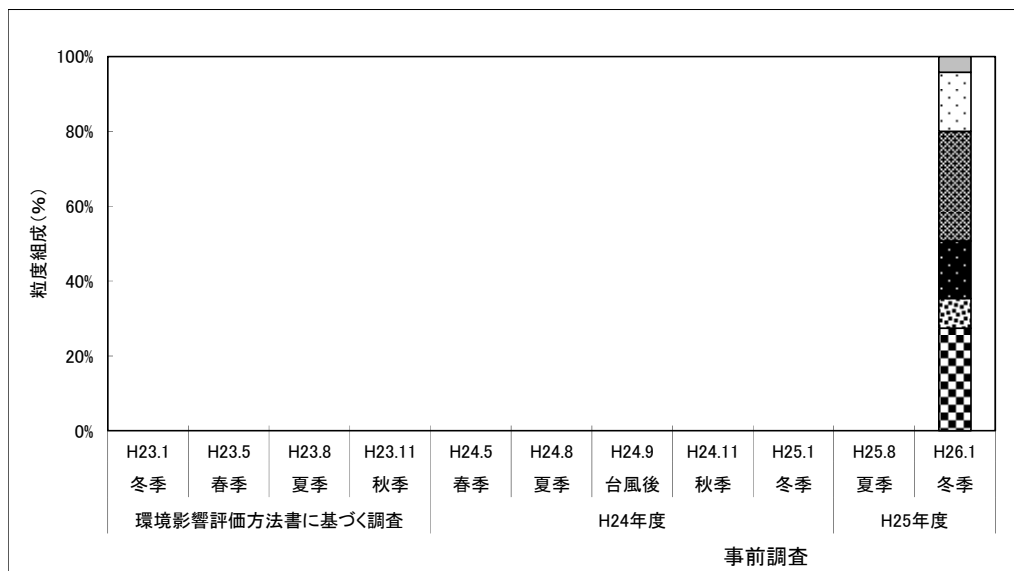 100%
80%
60%
40%
20%
0%
粒度組成(%)
H23.1 H23.5 H23.8 H23.11 H24.5 H24.8 H24.9 H24.11 H25.1 H25.8 H26.1
冬季 春季 夏季 秋季 春季 夏季 台風後 秋季 冬季 夏季 冬季
環境影響評価方法書に基づく調査 H24年度 H25年度
事前調査